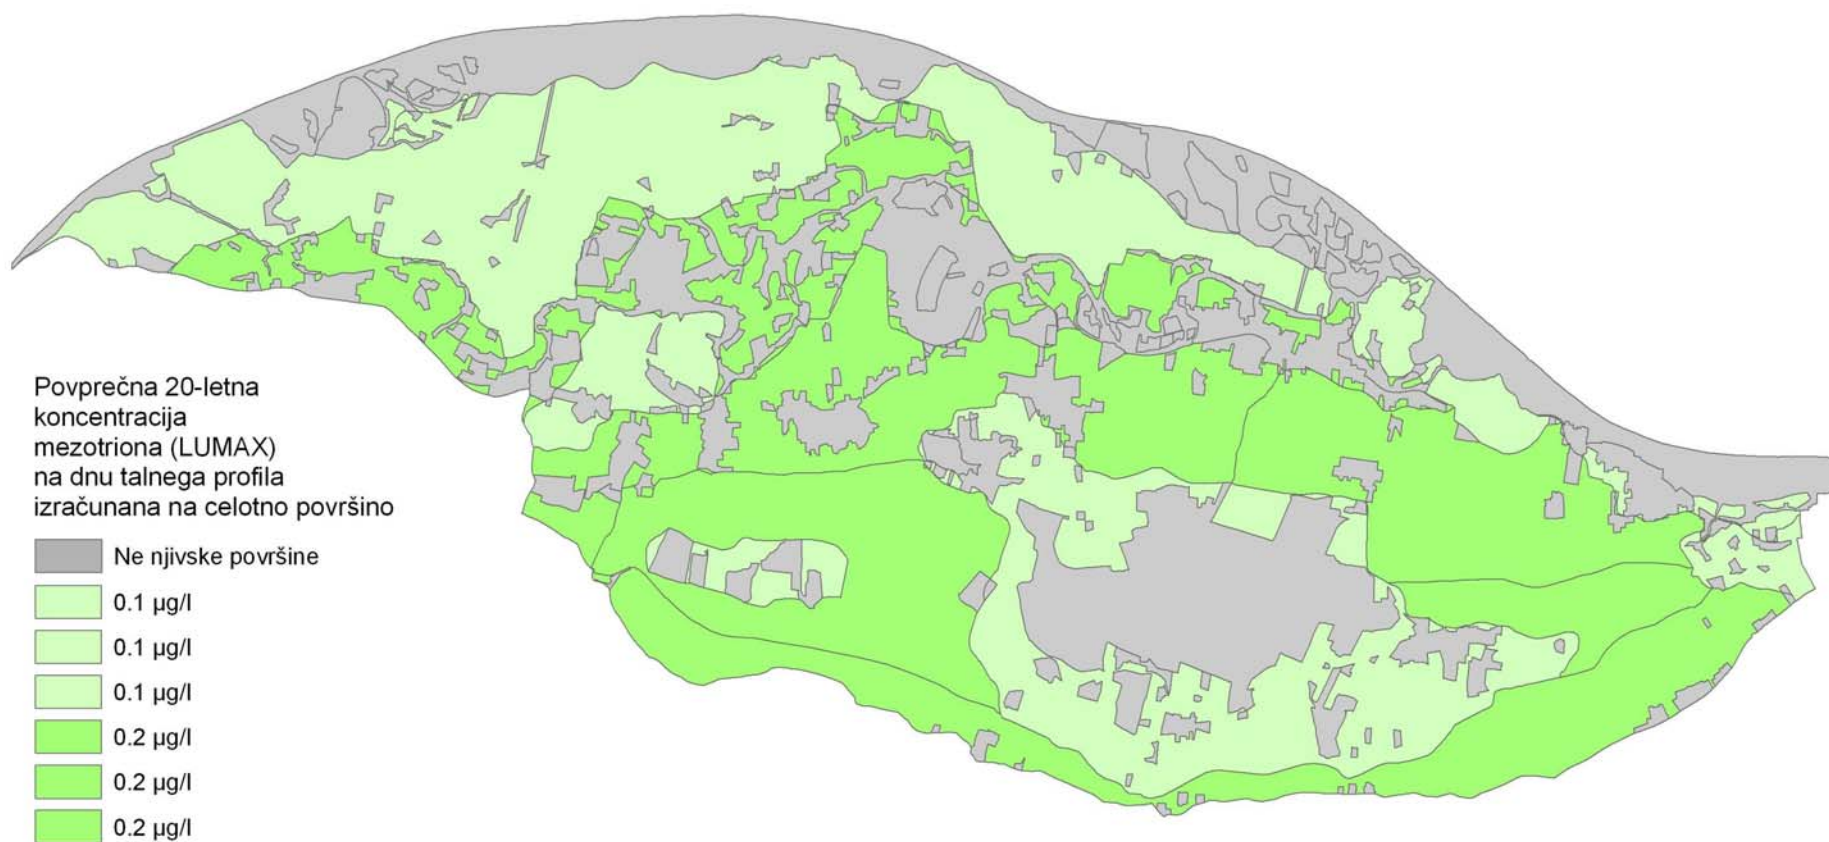 Povprečna 20-letna
koncentracija
mezotriona (LUMAX)
na dnu talnega profila
izračunana na celotno površino
Ne njivske površine
0.1 µg/l
0.1 µg/l
0.1 µg/l
0.2 µg/l
0.2 µg/l
0.2 µg/l